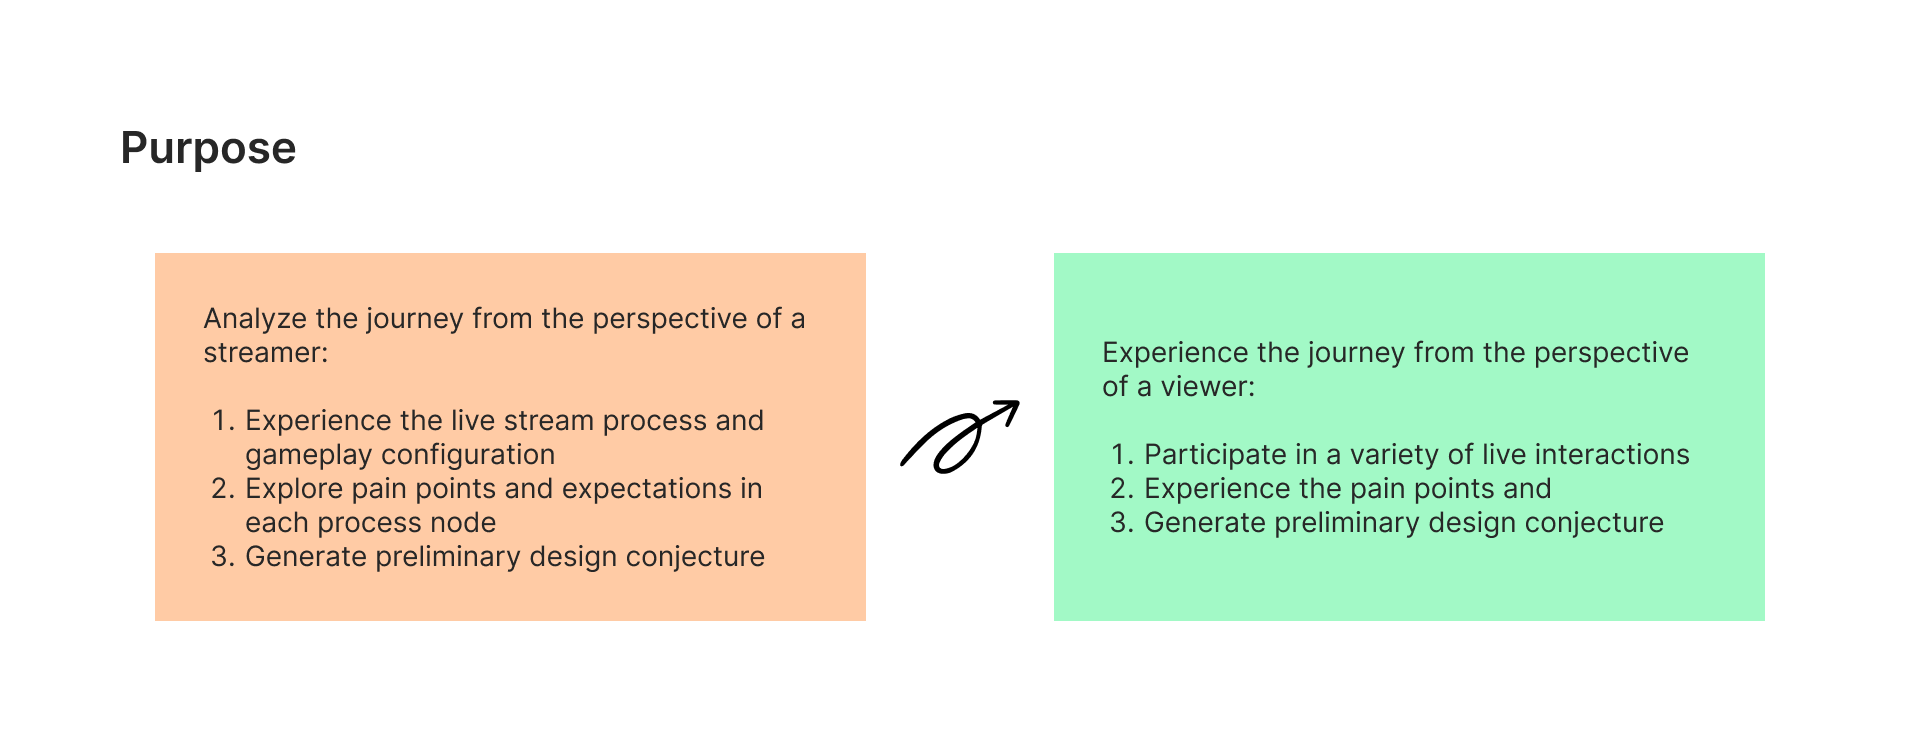 Purpose
Analyze the journey from the perspective of a
streamer:
1. Experience the live stream process and
gameplay configuration
2. Explore pain points and expectations in
each process node
3. Generate preliminary design conjecture
Experience the journey from the perspective
of a viewer:
1. Participate in a variety of live interactions
2. Experience the pain points and
3. Generate preliminary design conjecture